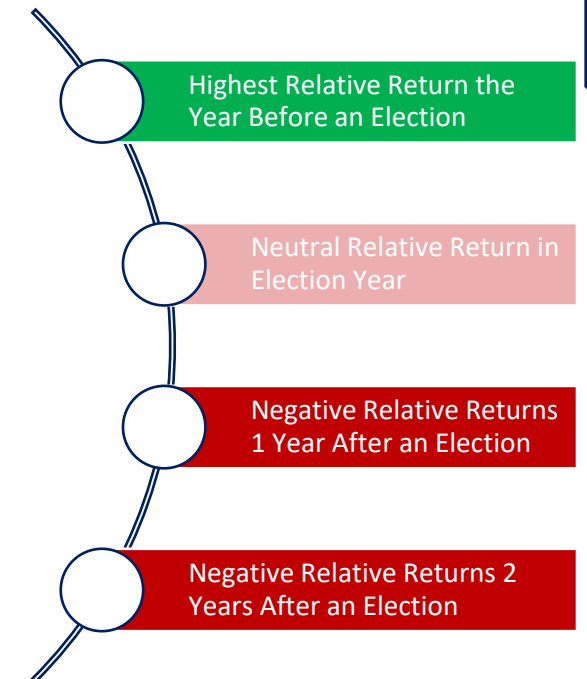 Highest Relative Return the
Year Before an Election
Neutral Relative Return in
Election Year
Negative Relative Returns
1 Year After an Election
Negative Relative Returns 2
Years After an Election